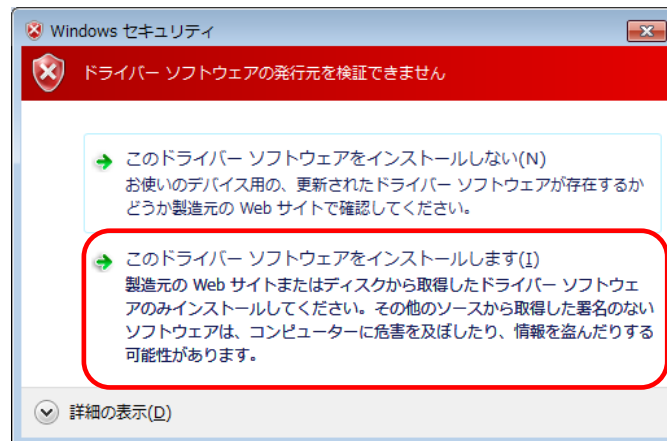 Windows セキュリティ
ドライバー ソフトウェアの発行元を検証できません
このドライバー ソフトウェアをインストールしない(N)
お使いのデバイス用の、更新されたドライバー ソフトウェアが存在するか
どうか製造元の Web サイトで確認してください。
このドライバー ソフトウェアをインストールします(I)
製造元の Web サイトまたはディスクから取得したドライバー ソフトウェ
アのみインストールしてください。その他のソースから取得した署名のない
ソフトウェアは、コンピューターに危害を及ぼしたり、情報を盗んだりする
可能性があります。
詳細の表示(D)